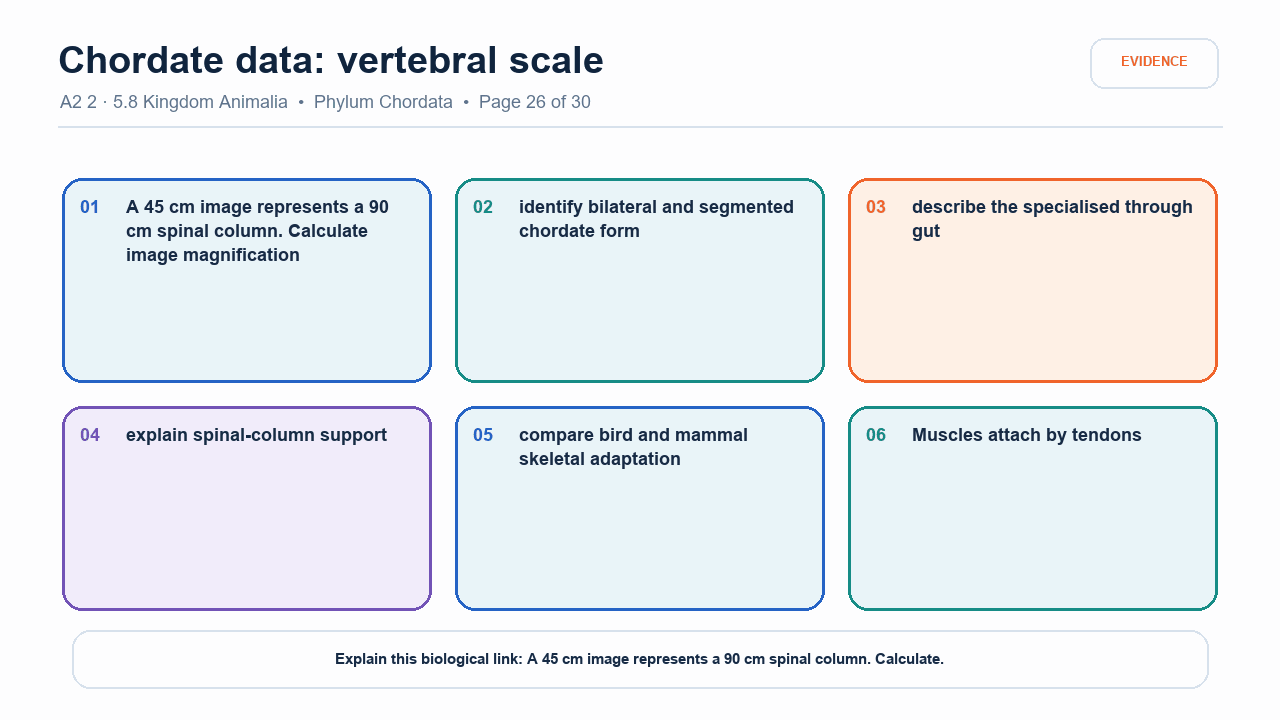 Chordate data: vertebral scale
EVIDENCE
A2 2 · 5.8 Kingdom Animalia • Phylum Chordata • Page 26 of 30
01 A 45 cm image represents a 90
cm spinal column. Calculate
image magnification
02 identify bilateral and segmented
chordate form
03 describe the specialised through
gut
04 explain spinal-column support
05 compare bird and mammal
skeletal adaptation
06 Muscles attach by tendons
Explain this biological link: A 45 cm image represents a 90 cm spinal column. Calculate.